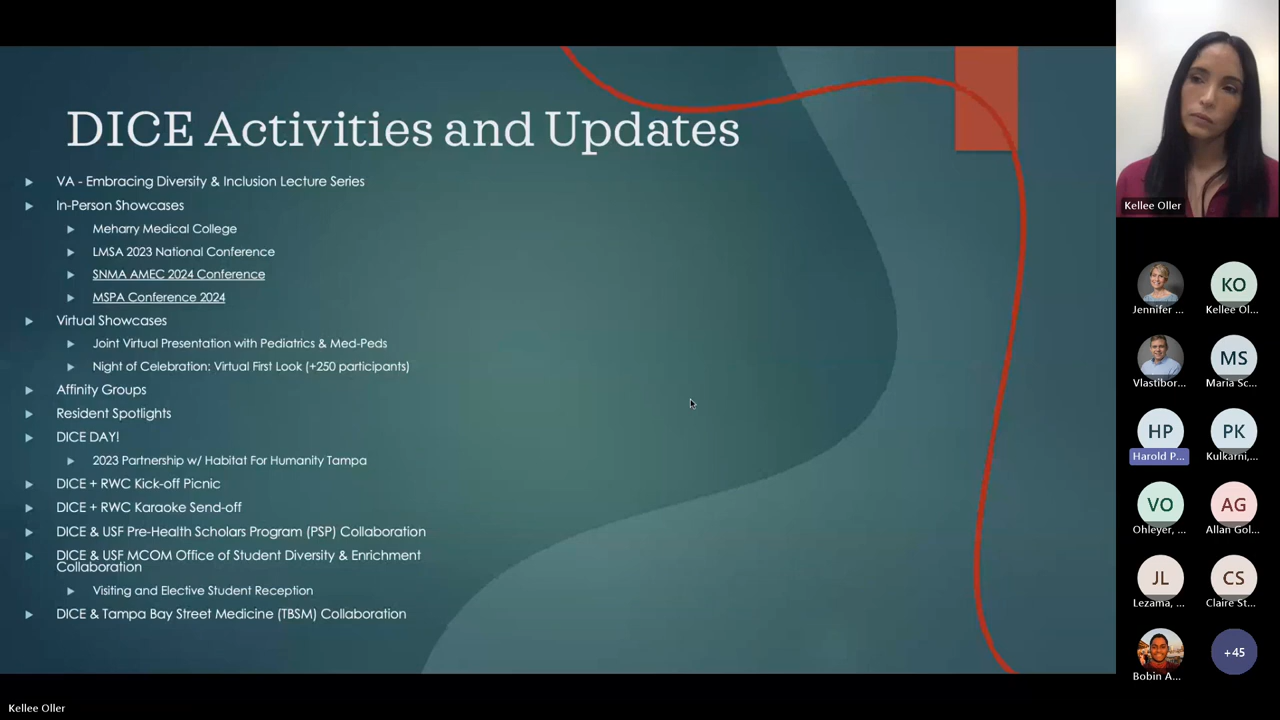 DICE Activities and Updates
VA - Embracing Diversity & Inclusion Lecture Series
In-Person Showcases
Meharry Medical College
LMSA 2023 National Conference
SNMA AMEC 2024 Conference
MSPA Conference 2024
Virtual Showcases
Joint Virtual Presentation with Pediatrics & Med-Peds
Night of Celebration: Virtual First Look (+250 participants)
Affinity Groups
Resident Spotlights
DICE DAY!
2023 Partnership w/ Habitat For Humanity Tampa
DICE + RWC Kick-off Picnic
DICE + RWC Karaoke Send-off
DICE & USF Pre-Health Scholars Program (PSP) Collaboration
DICE & USF MCOM Office of Student Diversity & Enrichment
Collaboration
Visiting and Elective Student Reception
DICE & Tampa Bay Street Medicine (TBSM) Collaboration
Kellee Oller
Jennifer ...
KO
Kellee Ol...
Vlastibor...
MS
Maria Sc...
HP
Harold P...
PK
Kulkarni,...
VO
Ohleyer, ...
AG
Allan Gol...
JL
Lezama, ...
CS
Claire St...
Bobin A...
+45
Kellee Oller